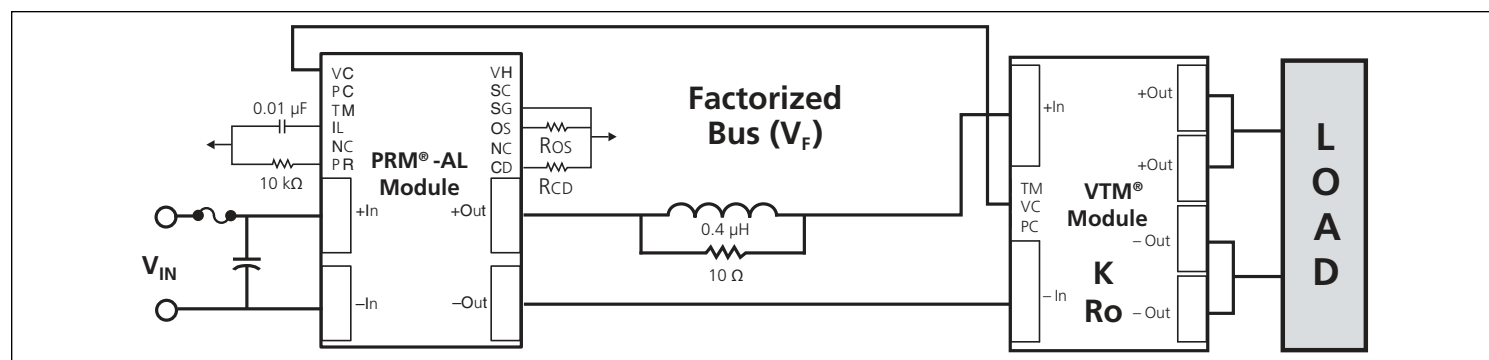 VC
PC
TM
IL
NC
PR
0.01 µF
10 kΩ
VH
SC
SG
OS
NC
CD
ROS
RCD
PRM® -AL
Module
+In
–In
+Out
–Out
VIN
Factorized
Bus (VF)
0.4 µH
10 Ω
+In
TM
VC
PC
– In
VTM®
Module
K
Ro
+Out
+Out
– Out
– Out
L
O
A
D